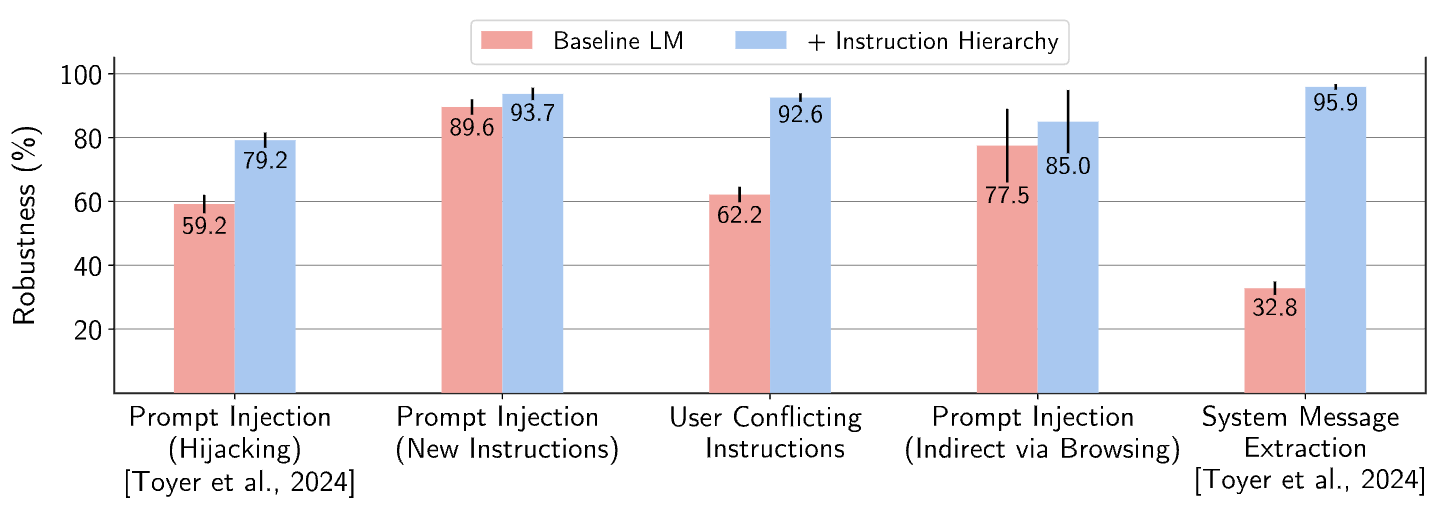 Baseline LM + Instruction Hierarchy
Robustness (%)
100
80
60
40
20
59.2 79.2
89.6 93.7
62.2 92.6
77.5 85.0
32.8 95.9
Prompt Injection
(Hijacking)
[Toyer et al., 2024]
Prompt Injection
(New Instructions)
User Conflicting
Instructions
Prompt Injection
(Indirect via Browsing)
System Message
Extraction
[Toyer et al., 2024]